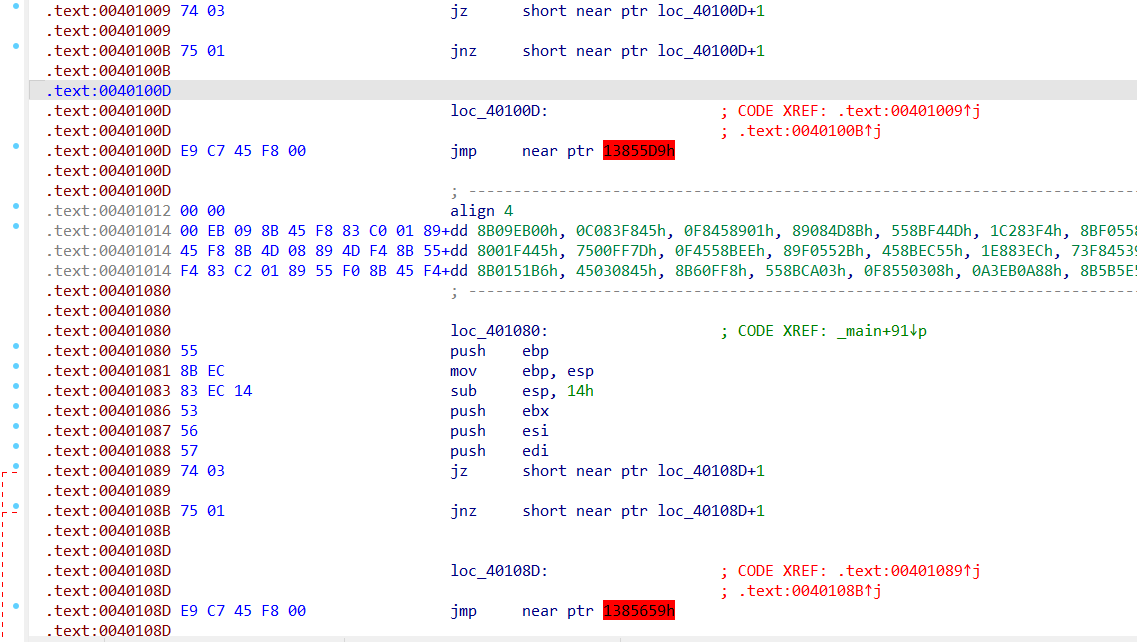 .text:00401009 74 03 jz short near ptr loc_40100D+1
.text:00401009
.text:0040100B 75 01 jnz short near ptr loc_40100D+1
.text:0040100B
.text:0040100D
.text:0040100D loc_40100D: ; CODE XREF: .text:00401009↑j
.text:0040100D ; .text:0040100B↑j
.text:0040100D E9 C7 45 F8 00 jmp near ptr 13855D9h
.text:0040100D
.text:0040100D ; ---------------------------------------------------------------------------
.text:00401012 00 00 align 4
.text:00401014 00 EB 09 8B 45 F8 83 C0 01 89+dd 8B09EB00h, 0C083F845h, 0F8458901h, 89084D8Bh, 558BF44Dh, 1C283F4h, 8BF0558
.text:00401014 45 F8 8B 4D 08 89 4D F4 8B 55+dd 8001F445h, 7500FF7Dh, 0F4558BEEh, 89F0552Bh, 458BEC55h, 1E883ECh, 73F84539
.text:00401014 F4 83 C2 01 89 55 F0 8B 45 F4+dd 8B0151B6h, 45030845h, 8B60FF8h, 558BCA03h, 0F8550308h, 0A3EB0A88h, 8B5B5E5
.text:00401080 ; ---------------------------------------------------------------------------
.text:00401080
.text:00401080 loc_401080: ; CODE XREF: _main+91↓p
.text:00401080 55 push ebp
.text:00401081 8B EC mov ebp, esp
.text:00401083 83 EC 14 sub esp, 14h
.text:00401086 53 push ebx
.text:00401087 56 push esi
.text:00401088 57 push edi
.text:00401089 74 03 jz short near ptr loc_40108D+1
.text:00401089
.text:0040108B 75 01 jnz short near ptr loc_40108D+1
.text:0040108B
.text:0040108D
.text:0040108D loc_40108D: ; CODE XREF: .text:00401089↑j
.text:0040108D ; .text:0040108B↑j
.text:0040108D E9 C7 45 F8 00 jmp near ptr 1385659h
.text:0040108D